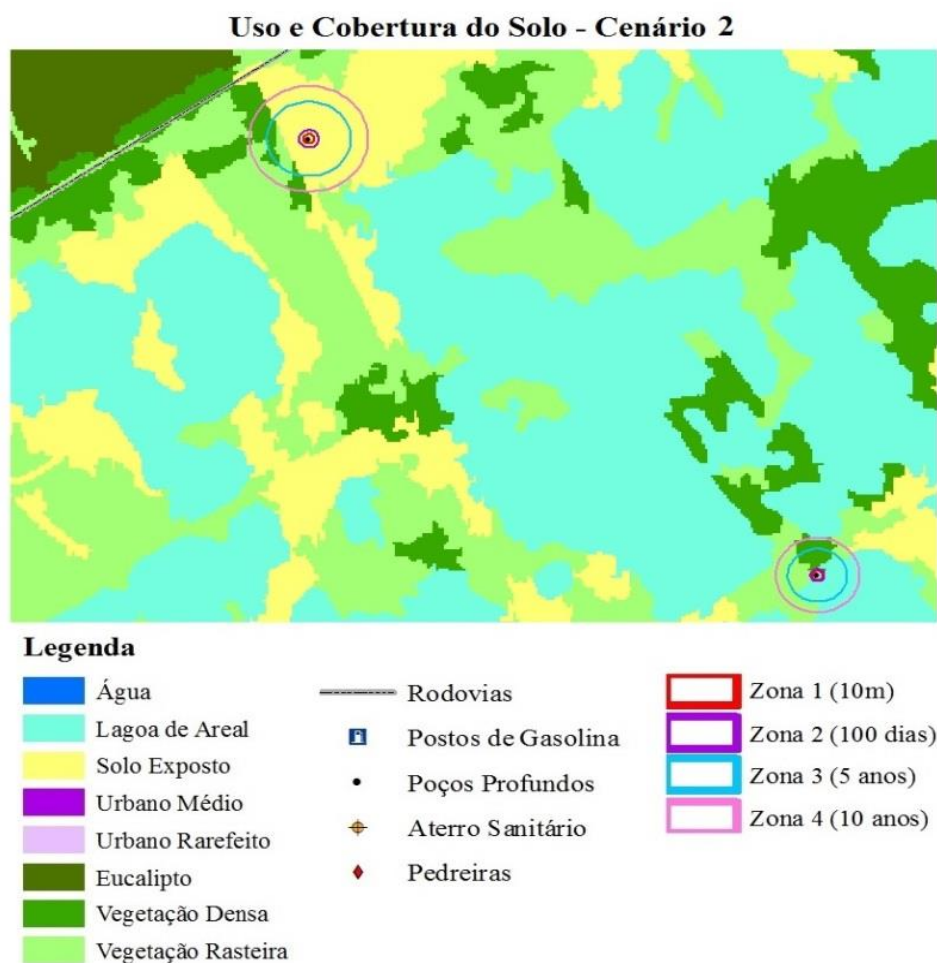 Uso e Cobertura do Solo - Cenário 2
Legenda
Água
Lagoa de Areal
Solo Exposto
Urbano Médio
Urbano Rarefeito
Eucalipto
Vegetação Densa
Vegetação Rasteira
Rodovias
Postos de Gasolina
Poços Profundos
Aterro Sanitário
Pedreiras
Zona 1 (10m)
Zona 2 (100 dias)
Zona 3 (5 anos)
Zona 4 (10 anos)